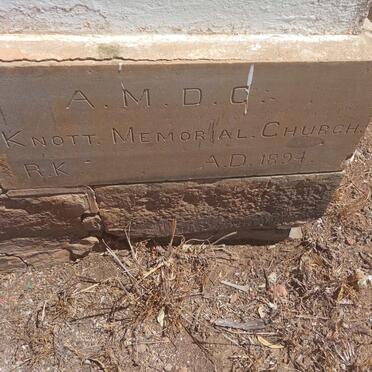 A.M.D.G.
KNOTT. MEMORIAL. CHURCH.
R.K. A.D. 1894.